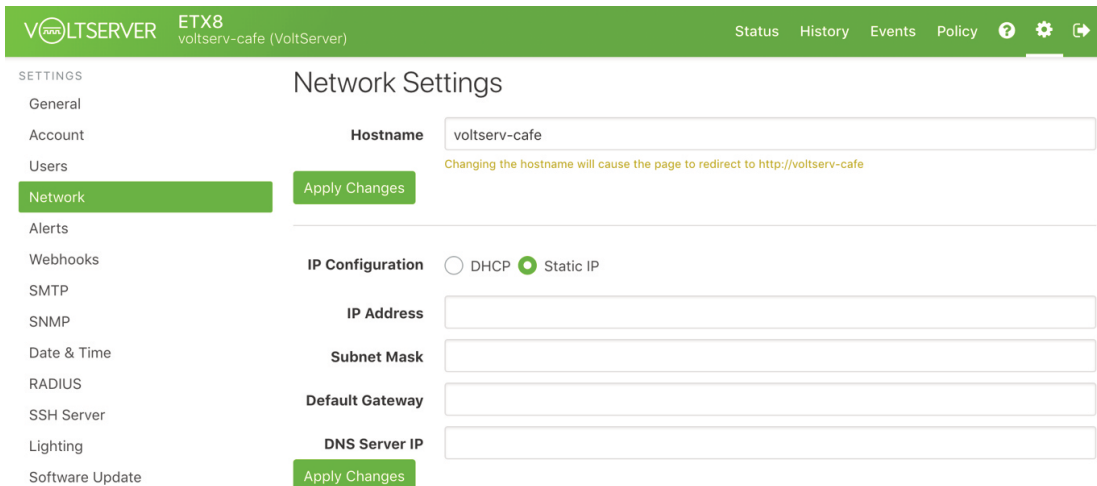 VOLTSERVER
ETX8
voltserv-cafe (VoltServer)
Status History Events Policy ?
SETTINGS
General
Account
Users
Network
Alerts
Webhooks
SMTP
SNMP
Date & Time
RADIUS
SSH Server
Lighting
Software Update
Network Settings
Hostname voltserv-cafe
Changing the hostname will cause the page to redirect to http://voltserv-cafe
Apply Changes
IP Configuration DHCP Static IP
IP Address
Subnet Mask
Default Gateway
DNS Server IP
Apply Changes